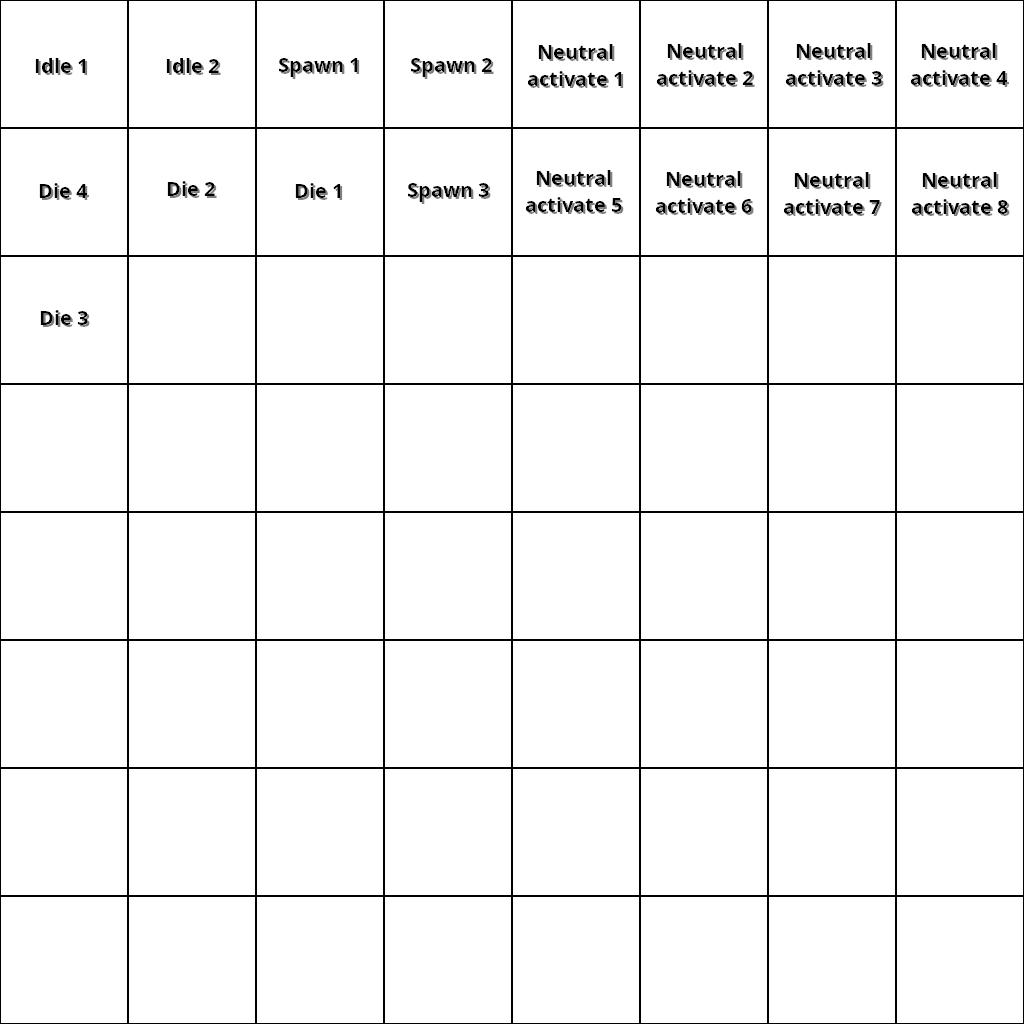 Idle 1
Idle 2
Spawn 1
Spawn 2
Neutral
activate 1
Neutral
activate 2
Neutral
activate 3
Neutral
activate 4
Die 4
Die 2
Die 1
Spawn 3
Neutral
activate 5
Neutral
activate 6
Neutral
activate 7
Neutral
activate 8
Die 3